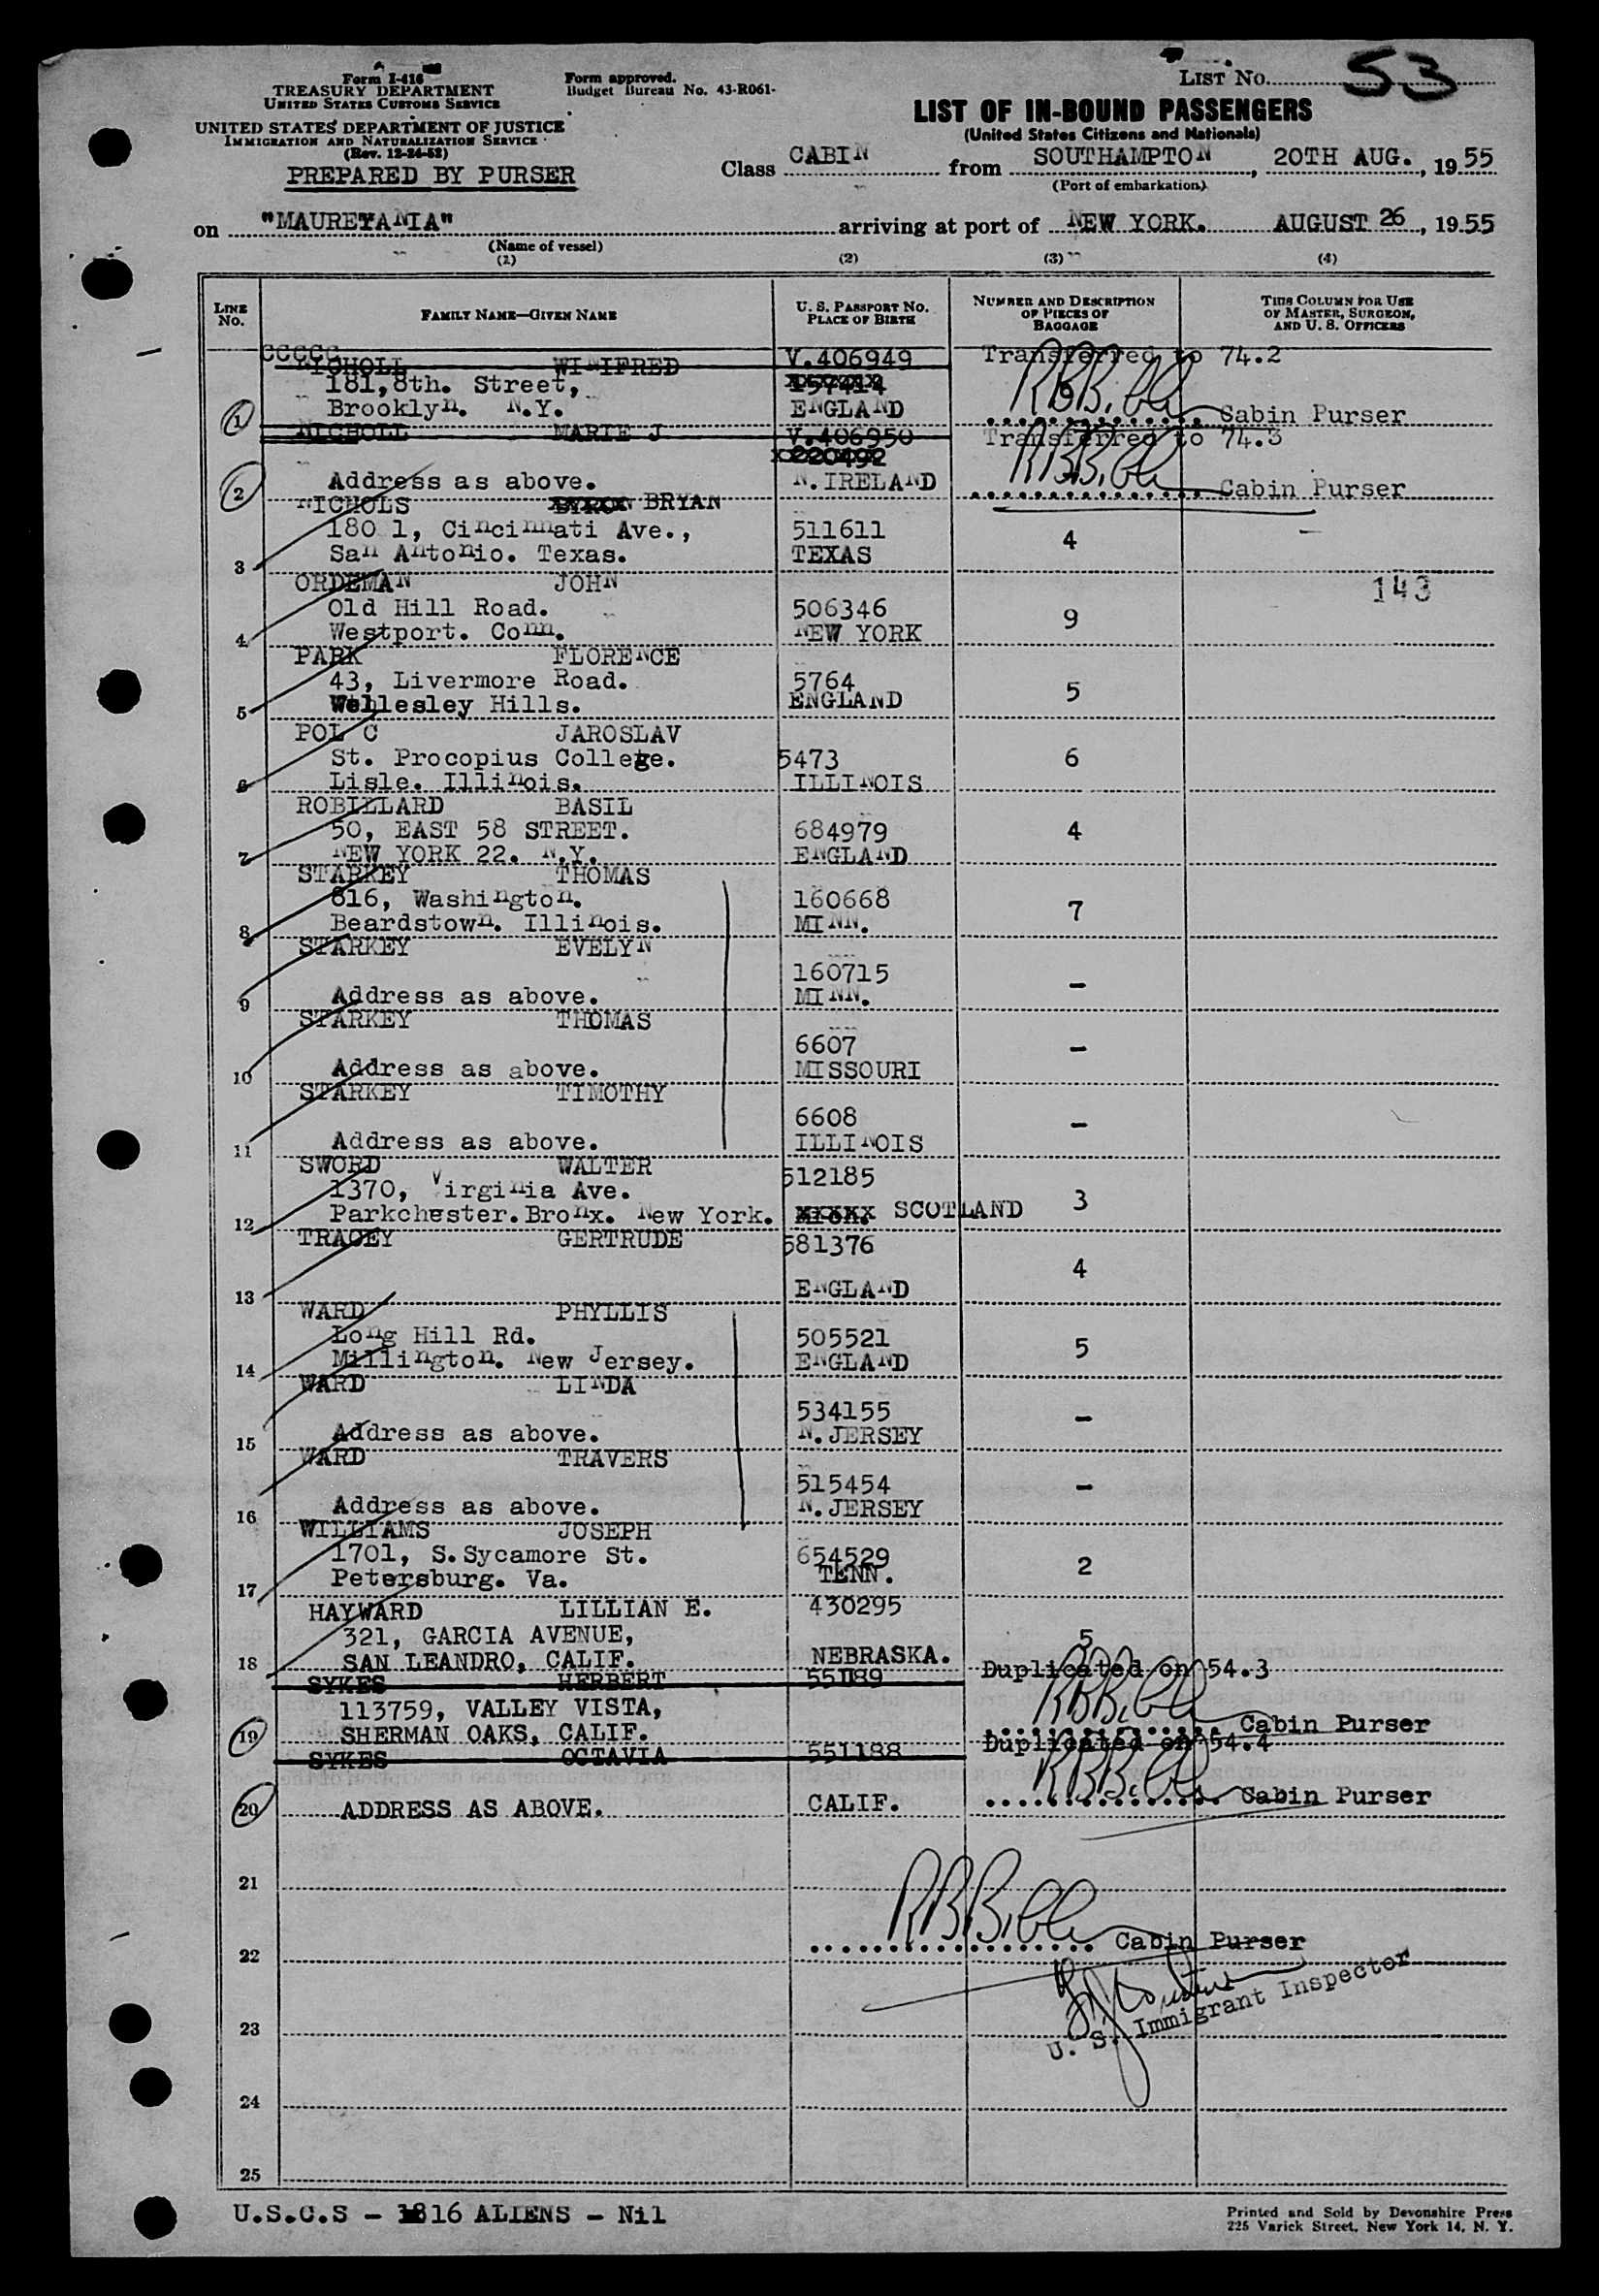 Form I-416
TREASURY DEPARTMENT
UNITED STATES CUSTOMS SERVICE
UNITED STATES DEPARTMENT OF JUSTICE
IMMIGRATION AND NATURALIZATION SERVICE
(Rev. 12-24-52)
PREPARED BY PURSER
Form approved.
Budget Bureau No. 43-R061-
LIST NO. 53
LIST OF IN-BOUND PASSENGERS
(United States Citizens and Nationals)
Class CABIN from SOUTHAMPTON, 20TH AUG., 1955
(Port of embarkation)
on "MAURETANIA" arriving at port of NEW YORK. AUGUST 26, 1955
(Name of vessel)
(1) (2) (3) (4)
LINE NO. FAMILY NAME—GIVEN NAME U. S. PASSPORT NO. PLACE OF BIRTH NUMBER AND DESCRIPTION OF PIECES OF BAGGAGE THIS COLUMN FOR USE OF MASTER, SURGEON, AND U. S. OFFICERS
CCCCC
NICHOLL WINIFRED V.406949 Transferred to 74.2
181,8th. Street, 157414
1 Brooklyn. N.Y. ENGLAND Cabin Purser
NICHOLL MARIE J V.406950 Transferred to 74.3
220492
2 Address as above. N.IRELAND Cabin Purser
NICHOLS BYRON BRYAN
180 1, Cincinnati Ave., 511611 4
3 San Antonio. Texas. TEXAS
ORDEMAN JOHN 143
Old Hill Road. 506346 9
4 Westport. Conn. NEW YORK
PARK FLORENCE
43, Livermore Road. 5764 5
5 Wellesley Hills. ENGLAND
POL C JAROSLAV
St. Procopius College. 5473 6
6 Lisle. Illinois. ILLINOIS
ROBILLARD BASIL
50, EAST 58 STREET. 684979 4
7 NEW YORK 22. N.Y. ENGLAND
STARKEY THOMAS
816, Washington. 160668 7
8 Beardstown. Illinois. MINN.
STARKEY EVELYN
160715 -
9 Address as above. MINN.
STARKEY THOMAS
6607 -
10 Address as above. MISSOURI
STARKEY TIMOTHY
6608 -
11 Address as above. ILLINOIS
SWORD WALTER 512185
1370, Virginia Ave. 3
12 Parkchester.Bronx. New York. SCOTLAND
TRACEY GERTRUDE 581376
4
13 ENGLAND
WARD PHYLLIS
Long Hill Rd. 505521 5
14 Millington. New Jersey. ENGLAND
WARD LINDA
534155 -
15 Address as above. N.JERSEY
WARD TRAVERS
515454 -
16 Address as above. N.JERSEY
WILLIAMS JOSEPH
1701, S.Sycamore St. 654529 2
17 Petersburg. Va. TENN.
HAYWARD LILLIAN E. 430295
321, GARCIA AVENUE, 5
18 SAN LEANDRO, CALIF. NEBRASKA.
SYKES HERBERT 551189 Duplicated on 54.3
113759, VALLEY VISTA,
19 SHERMAN OAKS, CALIF. Cabin Purser
SYKES OCTAVIA 551188 Duplicated on 54.4
20 ADDRESS AS ABOVE. CALIF. Cabin Purser
21
22 Cabin Purser
23 U. S. Immigrant Inspector
24
25
U.S.C.S - 16 ALIENS - Nil
Printed and Sold by Devonshire Press
225 Varick Street, New York 14, N. Y.